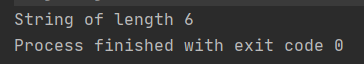 String of length 6
Process finished with exit code 0